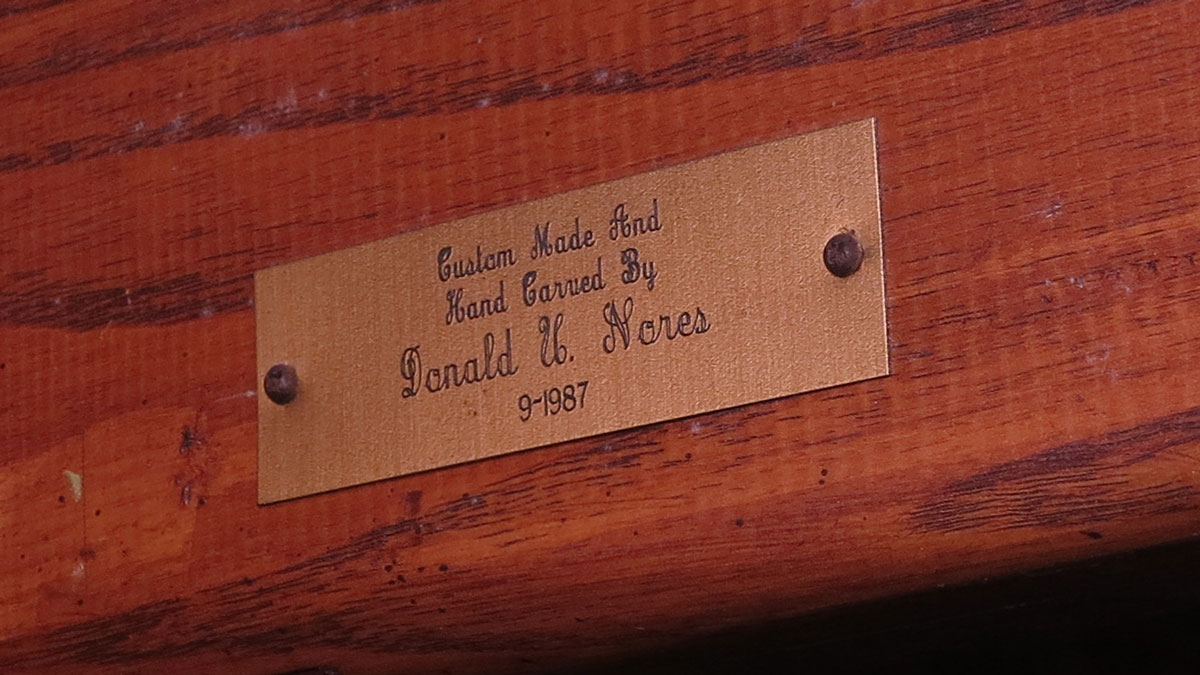 Custom Made And
Hand Carved By
Donald U. Nores
9-1987